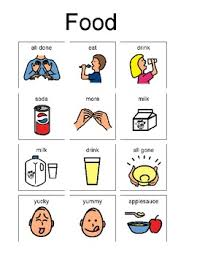 Food
all done eat drink
soda more milk
milk drink all gone
yucky yummy applesauce